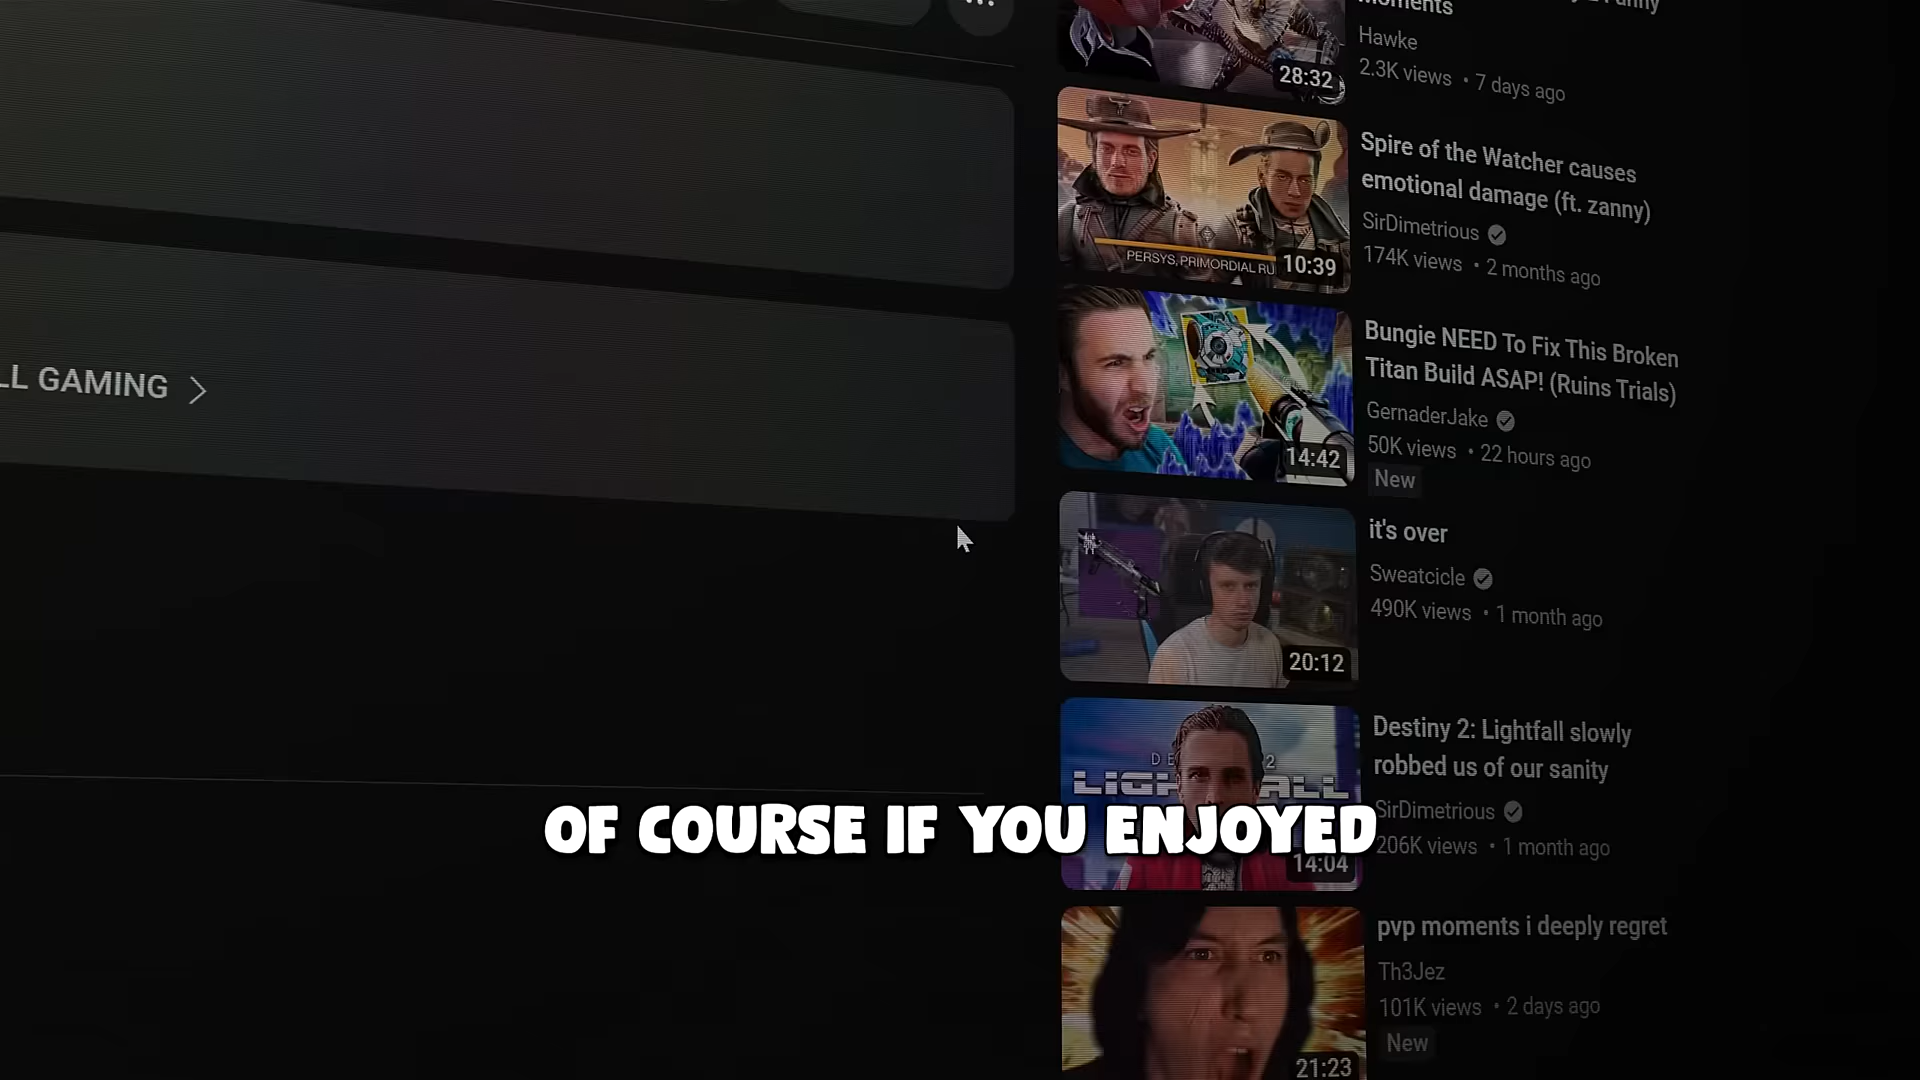 Moments
Hawke
2.3K views • 7 days ago
28:32
Spire of the Watcher causes
emotional damage (ft. zanny)
SirDimetrious
174K views • 2 months ago
PERSYS, PRIMORDIAL RU
10:39
Bungie NEED To Fix This Broken
Titan Build ASAP! (Ruins Trials)
GernaderJake
50K views • 22 hours ago
New
14:42
LL GAMING
it's over
Sweatcicle
490K views • 1 month ago
20:12
Destiny 2: Lightfall slowly
robbed us of our sanity
SirDimetrious
206K views • 1 month ago
DE 2
LIGH ALL
14:04
OF COURSE IF YOU ENJOYED
pvp moments i deeply regret
Th3Jez
101K views • 2 days ago
New
21:23